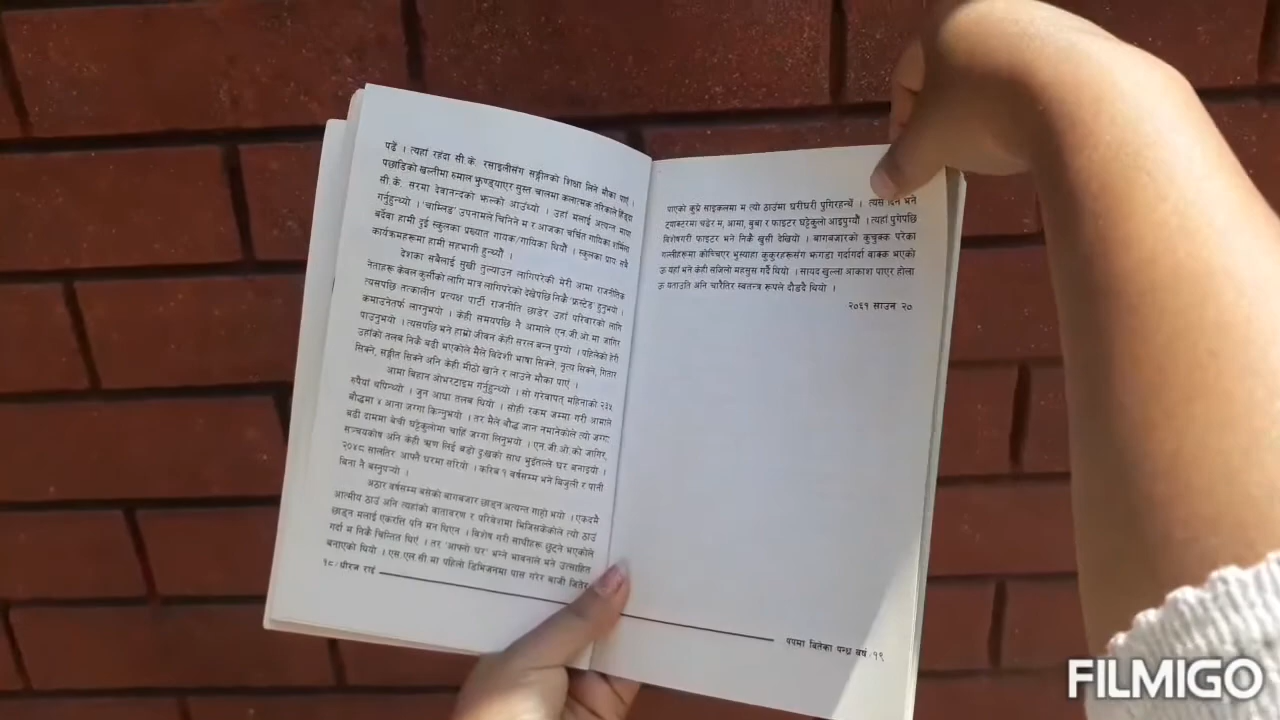 पढें । त्यहां रहंदा सी.के. रसाइलीसंग सङ्गीतको शिक्षा लिने मौका पाएं ।
पछाडिको खल्तीमा रुमाल झुण्ड्याएर सुस्त चालमा कलात्मक तरिकाले हिंड्दा
सी.के. सरमा देवानन्दको झल्को आउंथ्यो । उहां मलाई अत्यन्त माया
गर्नुहुन्थ्यो । 'चाम्लिङ' उपनामले चिनिने म र आजका चर्चित गायिका शर्मिला
बर्देवा हामी दुई स्कुलका प्रख्यात गायक/गायिका थियौं । स्कुलका प्राय सबै
कार्यक्रमहरूमा हामी सहभागी हुन्थ्यौं ।
देशका सबैलाई सुखी तुल्याउन लागिपरेकी मेरी आमा राजनीतिक
नेताहरू केवल कुर्सीको लागि मात्र लागिपरेको देखेपछि निकै फ्रस्टेड हुनुभयो ।
त्यसपछि तत्कालीन प्रत्यक्ष पार्टी राजनीति छाडेर उहां परिवारको लागि
कमाउनेतर्फ लाग्नुभयो । केही समयपछि नै आमाले एन.जी.ओ मा जागिर
पाउनुभयो । त्यसपछि भने हाम्रो जीवन केही सरल बन्न पुग्यो । पहिलेको हेरी
उहांको तलब निकै बढी भएकोले मैले विदेशी भाषा सिक्ने, नृत्य सिक्ने, गितार
सिक्ने, सङ्गीत सिक्ने अनि केही मीठो खाने र लाउने मौका पाएं ।
आमा बिहान ओभरटाइम गर्नुहुन्थ्यो । सो गरेवापत् महिनाको २३५
रुपैयां थपिन्थ्यो । जुन आधा तलब थियो । सोही रकम जम्मा गरी आमाले
बौद्धमा ४ आना जग्गा किन्नुभयो । तर मैले बौद्ध जान नमानेकोले त्यो जग्गा
बढी दाममा बेची घट्टेकुलोमा चाहिं जग्गा लिनुभयो । एन.जी.ओ को जागिर,
सञ्चयकोष अनि केही ऋण लिई बडो दुःखको साथ भुइंतल्ले घर बनाइयो ।
२०४८ सालतिर आफ्नै घरमा सरियो । करिब १ वर्षसम्म भने बिजुली र पानी
बिना नै बस्नुपर्‍यो ।
अठार वर्षसम्म बसेको बागबजार छाड्न अत्यन्त गाह्रो भयो । एकदमै
आत्मीय ठाउं अनि त्यहांको वातावरण र परिवेशमा भिजिसकेकोले त्यो ठाउं
छाड्न मलाई एकरत्ति पनि मन थिएन । विशेष गरी साथीहरू छुट्ने भएकोले
गर्दा म निकै चिन्तित थिएं । तर 'आफ्नो घर' भन्ने भावनाले भने उत्साहित
बनाएको थियो । एस.एल.सी मा पहिलो डिभिजनमा पास गरेर बाजी जितेर
१८/धीरज राई
पाएको कुप्रे साइकलमा म त्यो ठाउंमा घरीघरी पुगिरहन्थें । त्यस दिन भने
ट्याक्टरमा चढेर म, आमा, बुबा र फाइटर घट्टेकुलो आइपुग्यौं । त्यहां पुगेपछि
विशेषगरी फाइटर भने निकै खुसी देखियो । बागबजारको कुचुक्क परेका
गल्लीहरूमा कोच्चिएर भुस्याहा कुकुरहरूसंग झगडा गर्दागर्दा वाक्क भएको
ऊ यहां भने केही सजिलो महसुस गर्दै थियो । सायद खुल्ला आकाश पाएर होला
ऊ यताउति अनि चारैतिर स्वतन्त्र रूपले दौडदै थियो ।
२०६१ साउन २०
वर्ष/१९
FILMIGO